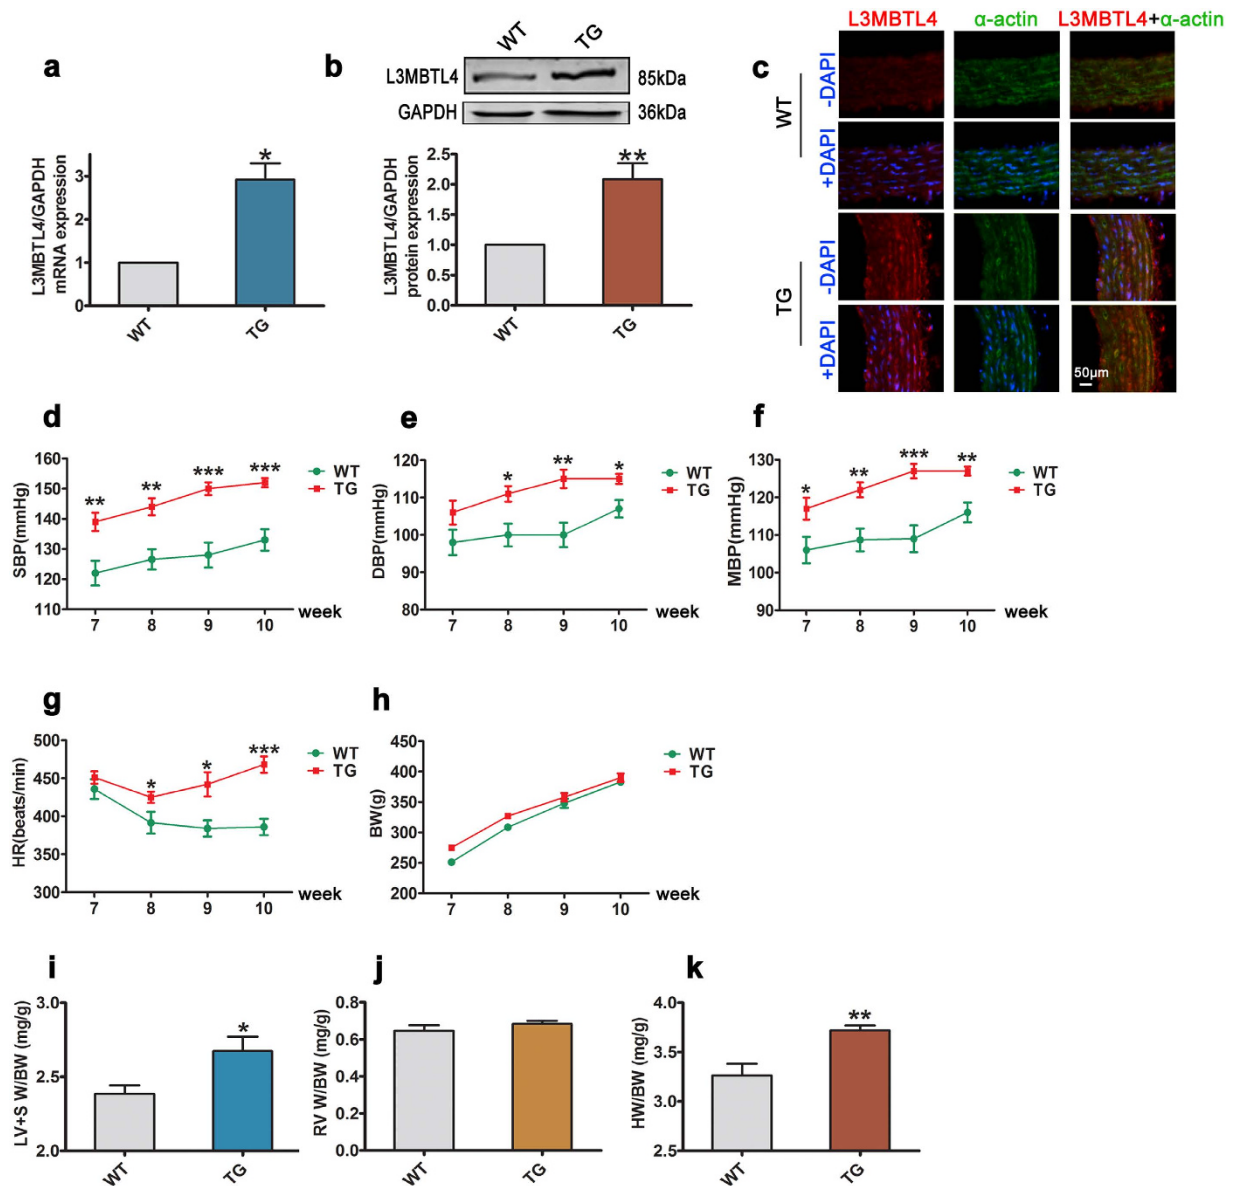 a
L3MBTL4/GAPDH
mRNA expression
3
2
1
0
*
WT
TG
b
WT
TG
L3MBTL4
85kDa
GAPDH
36kDa
L3MBTL4/GAPDH
protein expression
2.5
2.0
1.5
1.0
0.5
0.0
**
WT
TG
c
L3MBTL4
α-actin
L3MBTL4+α-actin
WT
-DAPI
+DAPI
TG
-DAPI
+DAPI
50μm
d
SBP(mmHg)
160
150
140
130
120
110
** ** *** ***
WT
TG
7 8 9 10 week
e
DBP(mmHg)
120
110
100
90
80
* ** *
WT
TG
7 8 9 10 week
f
MBP(mmHg)
130
120
110
100
90
* ** *** **
WT
TG
7 8 9 10 week
g
HR(beats/min)
500
450
400
350
300
* * ***
WT
TG
7 8 9 10 week
h
BW(g)
450
400
350
300
250
200
WT
TG
7 8 9 10 week
i
LV+S W/BW (mg/g)
3.0
2.5
2.0
*
WT
TG
j
RV W/BW (mg/g)
0.8
0.6
0.4
0.2
0.0
WT
TG
k
HW/BW (mg/g)
4.0
3.5
3.0
2.5
**
WT
TG